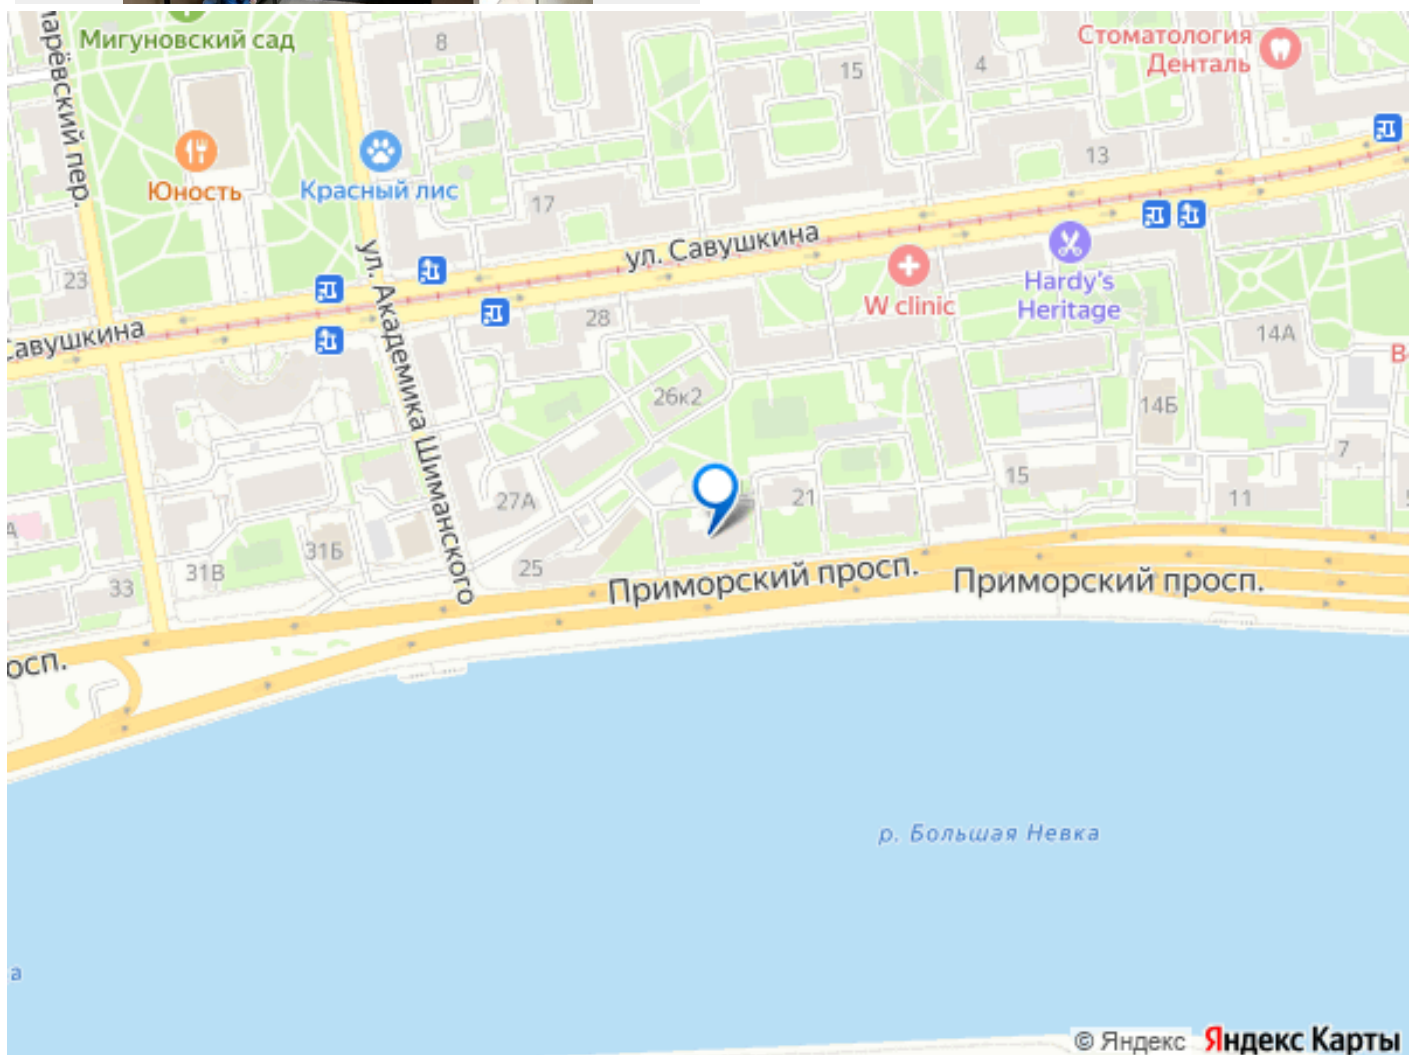 Мигуновский сад
8
15
4
Стоматология
Денталь
13
Юность
Красный лис
17
ул. Савушкина
23
W clinic
Hardy's
Heritage
28
14А
ул. Академика Шиманского
26к2
14Б
7
15
27А
21
11
31Б
25
31В
33
Приморский просп.
Приморский просп.
р. Большая Невка
© Яндекс Яндекс Карты